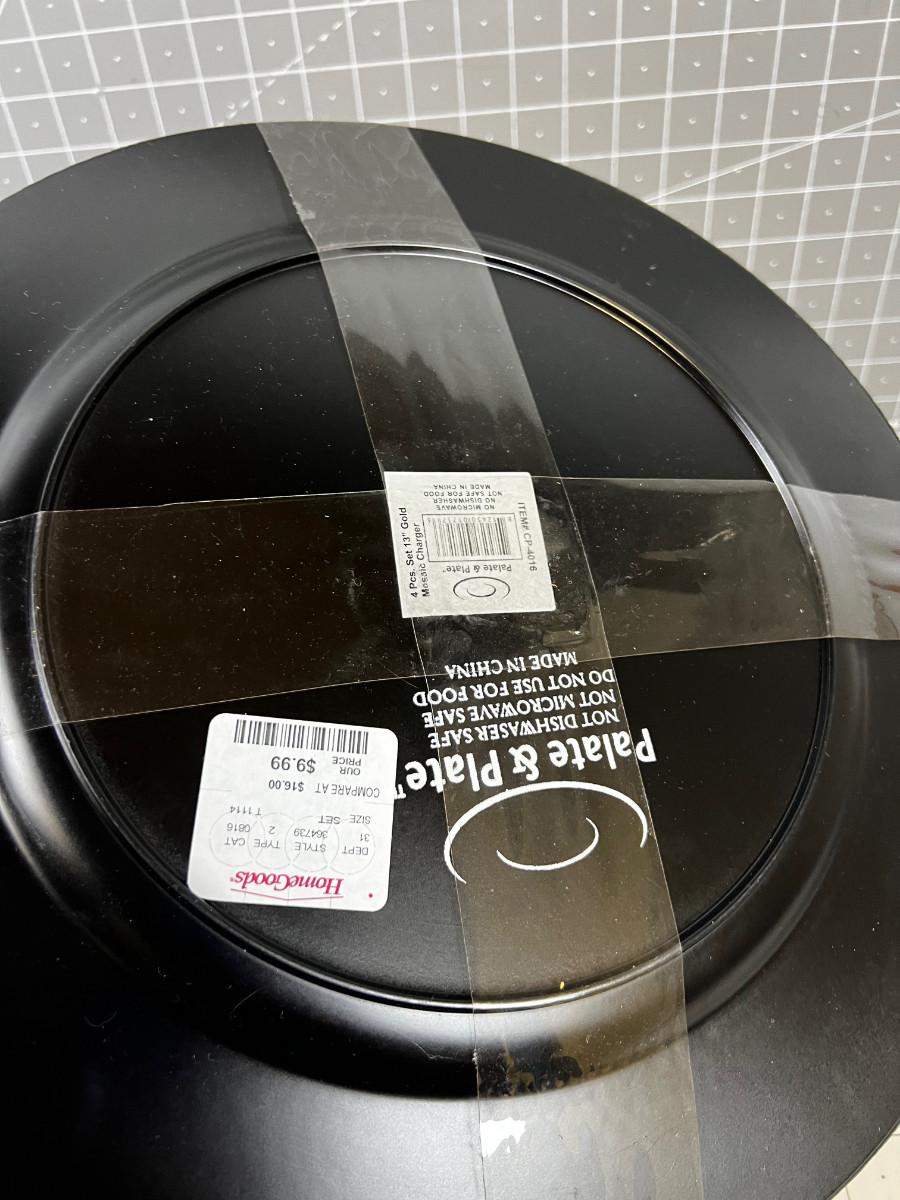 Palate & Plate™
NOT DISHWASER SAFE
NOT MICROWAVE SAFE
DO NOT USE FOR FOOD
MADE IN CHINA
Palate & Plate™
NO MICROWAVE
NO DISHWASHER
NOT SAFE FOR FOOD
MADE IN CHINA
ITEM# CP-4016
4 Pcs. Set 13" Gold
Mosaic Charger
HomeGoods®
DEPT STYLE TYPE CAT
31 364739 2 0816
SIZE SET T1114
COMPARE AT $16.00
OUR PRICE $9.99